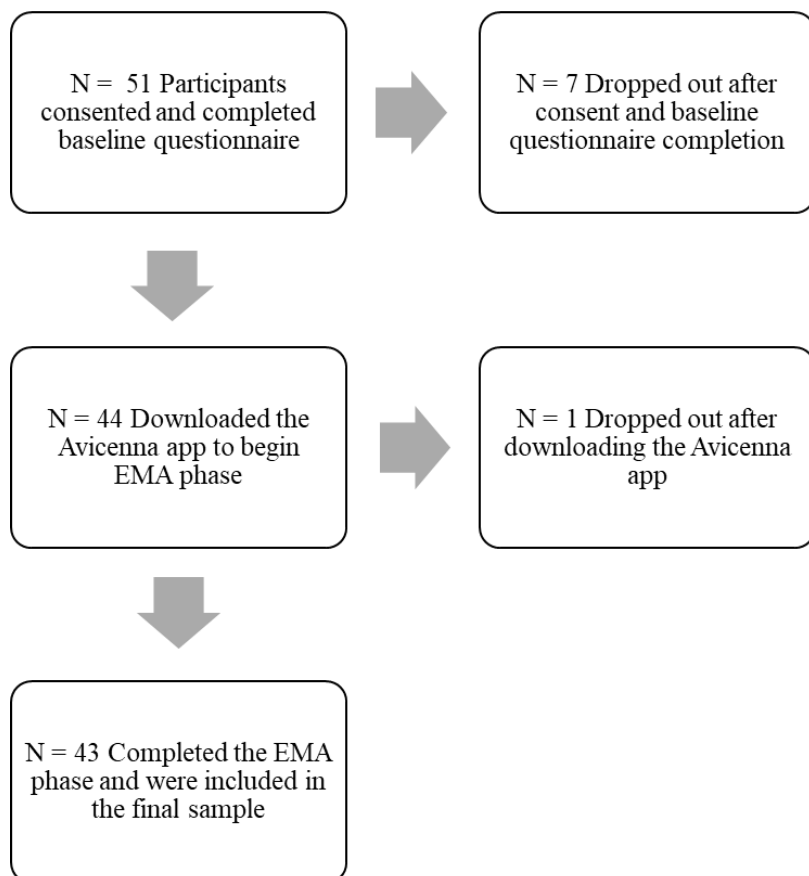 N = 51 Participants
consented and completed
baseline questionnaire
N = 7 Dropped out after
consent and baseline
questionnaire completion
N = 44 Downloaded the
Avicenna app to begin
EMA phase
N = 1 Dropped out after
downloading the Avicenna
app
N = 43 Completed the EMA
phase and were included in
the final sample